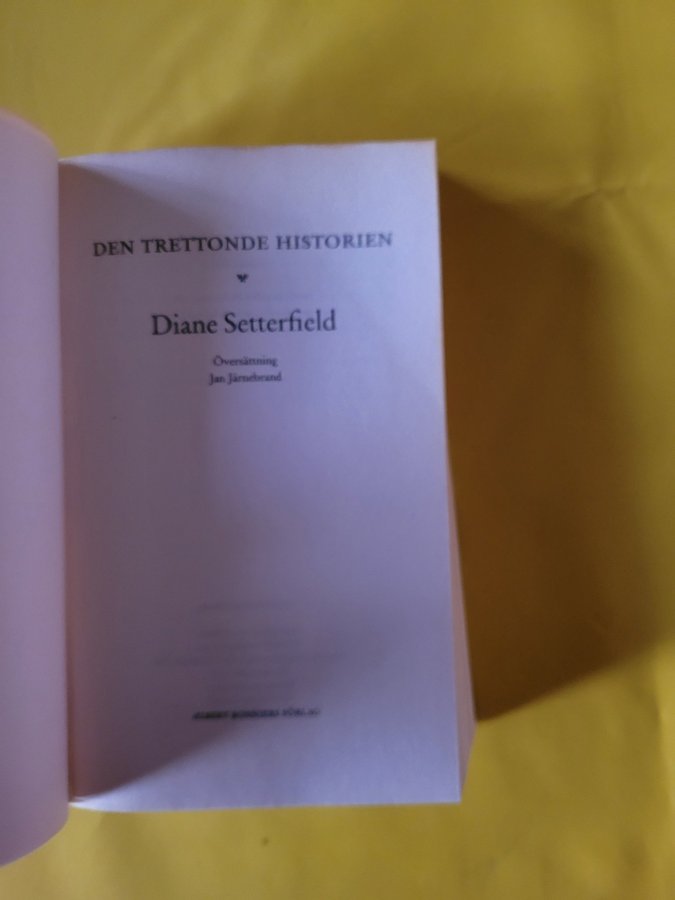 DEN TRETTONDE HISTORIEN
Diane Setterfield
Översättning
Jan Järnebrand
ALBERT BONNIERS FÖRLAG